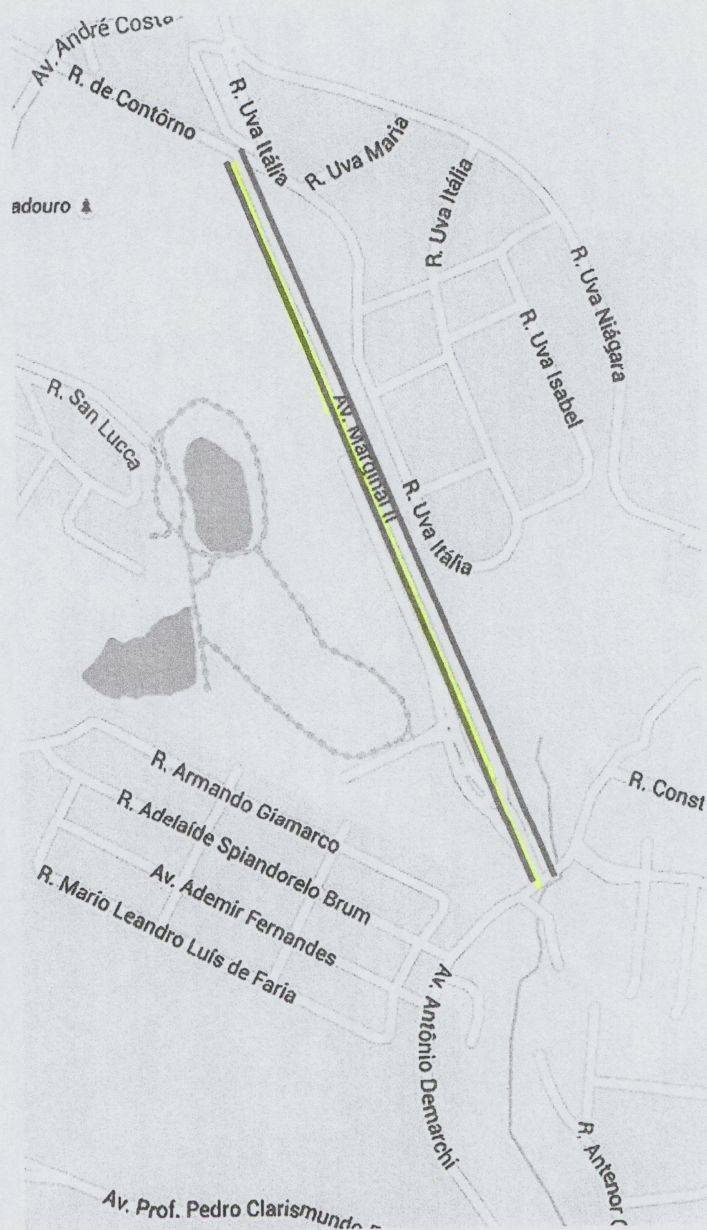 Av. André Costa
R. de Contôrno
R. Uva Itália
R. Uva Maria
R. Uva Itália
adouro
R. Uva Niágara
R. Uva Isabel
R. San Lucca
Av. Marginal II
R. Uva Itália
R. Armando Giamarco
R. Const
R. Adelaíde Spiandorelo Brum
Av. Ademir Fernandes
R. Mario Leandro Luís de Faria
Av. Antônio Demarchi
R. Antenor
Av. Prof. Pedro Clarismundo